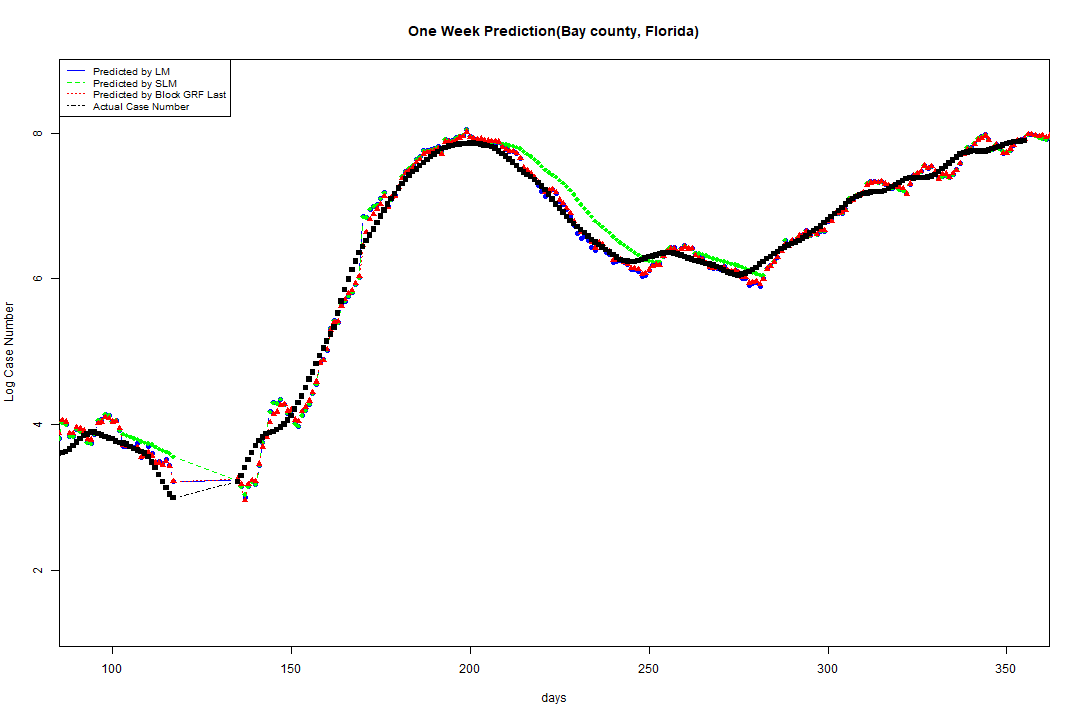 One Week Prediction(Bay county, Florida)
Predicted by LM
Predicted by SLM
Predicted by Block GRF Last
Actual Case Number
8
6
4
2
Log Case Number
100 150 200 250 300 350
days